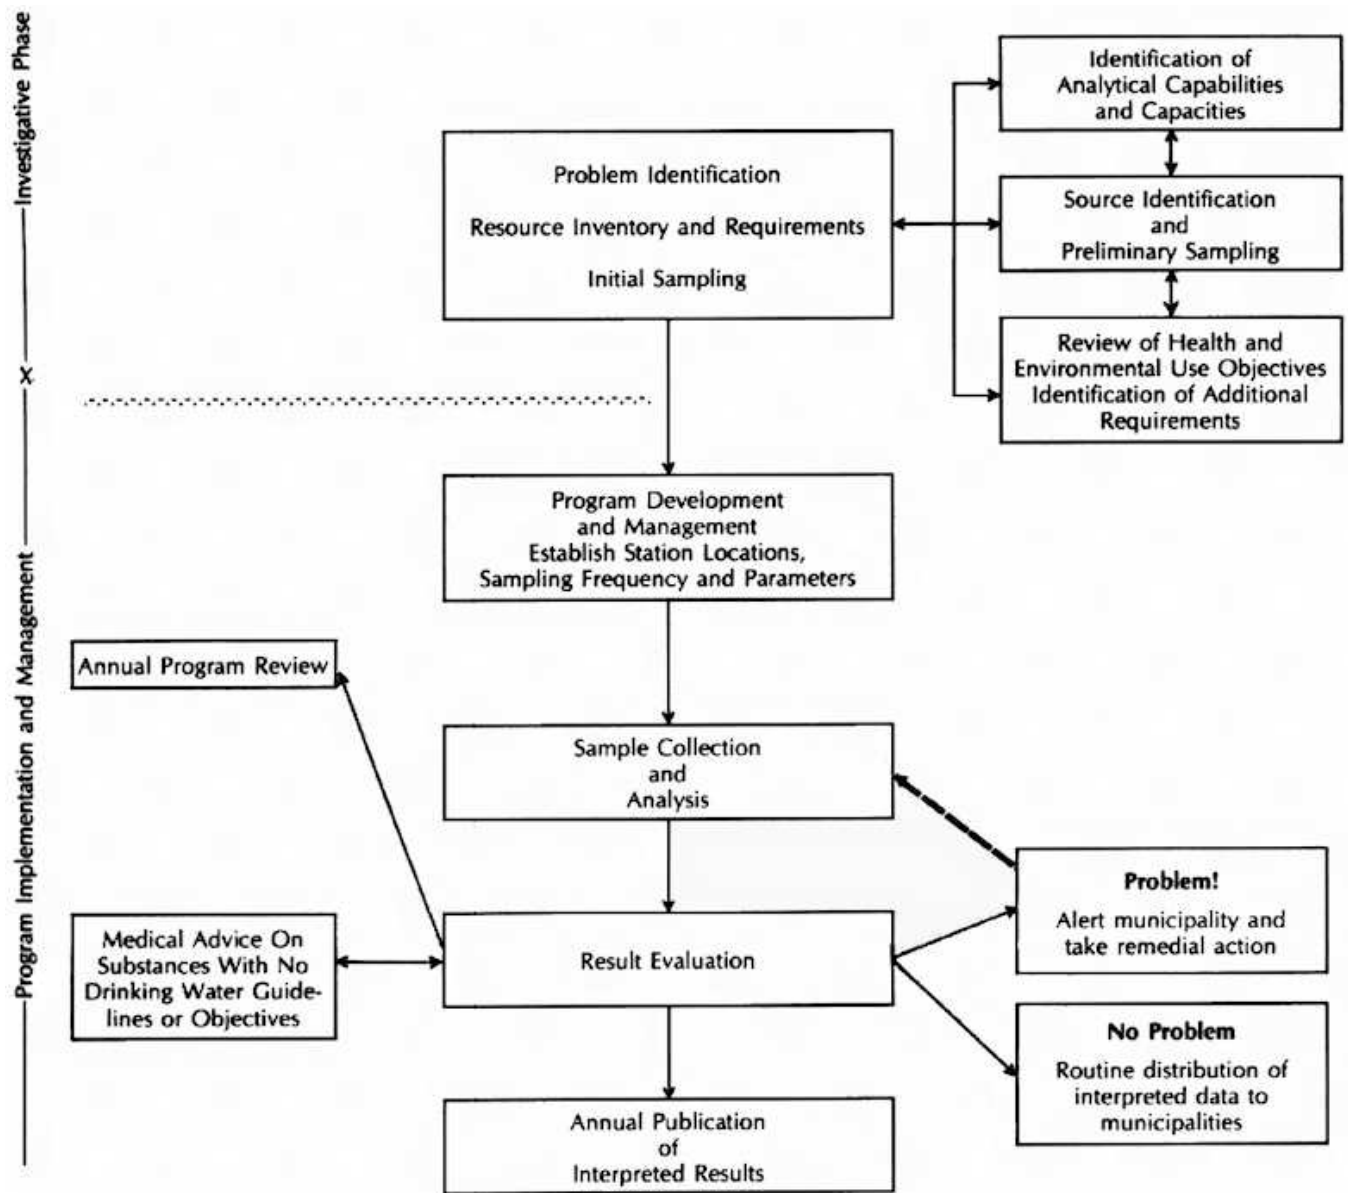 Investigative Phase
Program Implementation and Management
Identification of
Analytical Capabilities
and Capacities
Problem Identification
Resource Inventory and Requirements
Initial Sampling
Source Identification
and
Preliminary Sampling
Review of Health and
Environmental Use Objectives
Identification of Additional
Requirements
Program Development
and Management
Establish Station Locations,
Sampling Frequency and Parameters
Annual Program Review
Sample Collection
and
Analysis
Problem!
Alert municipality and
take remedial action
Medical Advice On
Substances With No
Drinking Water Guide-
lines or Objectives
Result Evaluation
No Problem
Routine distribution of
interpreted data to
municipalities
Annual Publication
of
Interpreted Results